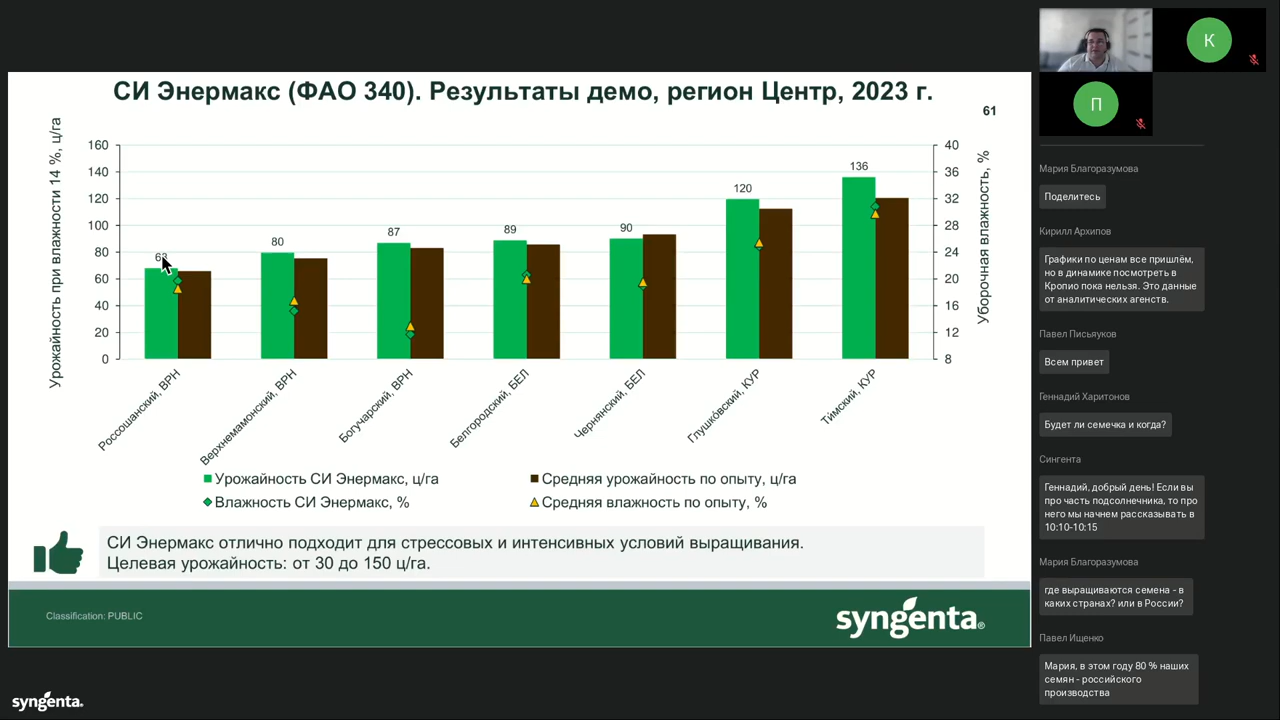 СИ Энермакс (ФАО 340). Результаты демо, регион Центр, 2023 г.
61
Урожайность при влажности 14 %, ц/га
160
140
120
100
80
60
40
20
0
80
87
89
90
120
136
40
36
32
28
24
20
16
12
8
Уборочная влажность, %
Россошанский, ВРН
Верхнемамонский, ВРН
Богучарский, ВРН
Белгородский, БЕЛ
Чернянский, БЕЛ
Глушко́вский, КУР
Ти́мский, КУР
Урожайность СИ Энермакс, ц/га
Средняя урожайность по опыту, ц/га
Влажность СИ Энермакс, %
Средняя влажность по опыту, %
СИ Энермакс отлично подходит для стрессовых и интенсивных условий выращивания.
Целевая урожайность: от 30 до 150 ц/га.
Classification: PUBLIC
syngenta®
syngenta.
К
П
Мария Благоразумова
Поделитесь
Кирилл Архипов
Графики по ценам все пришлём,
но в динамике посмотреть в
Кропио пока нельзя. Это данные
от аналитических агенств.
Павел Письяуков
Всем привет
Геннадий Харитонов
Будет ли семечка и когда?
Сингента
Геннадий, добрый день! Если вы
про часть подсолнечника, то про
него мы начнем рассказывать в
10:10-10:15
Мария Благоразумова
где выращиваются семена - в
каких странах? или в России?
Павел Ищенко
Мария, в этом году 80 % наших
семян - российского
производства